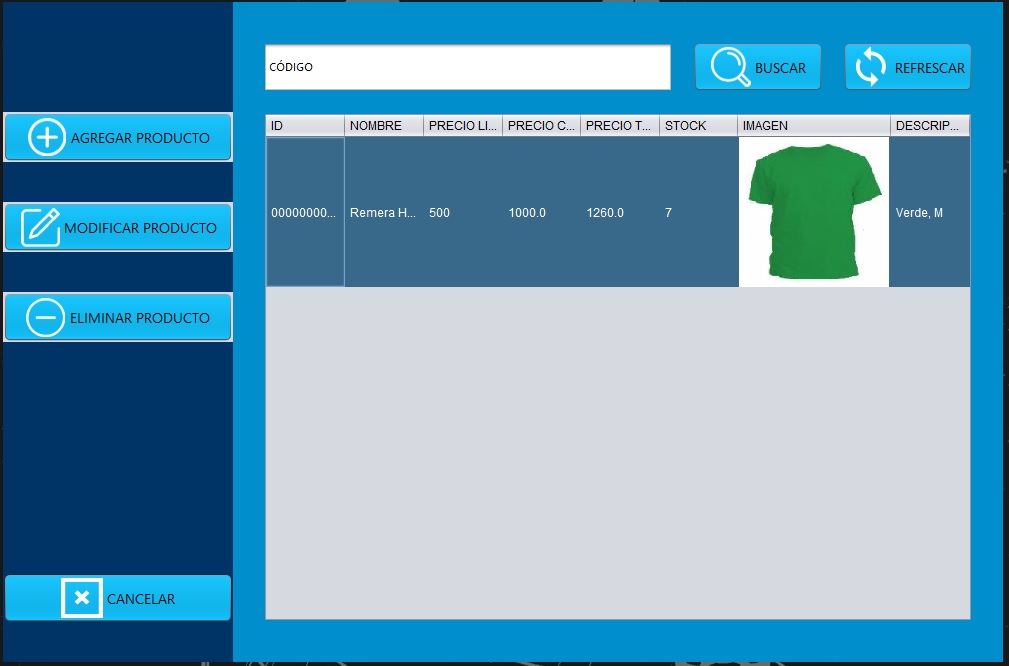 CÓDIGO
BUSCAR
REFRESCAR
AGREGAR PRODUCTO
MODIFICAR PRODUCTO
ELIMINAR PRODUCTO
CANCELAR
ID NOMBRE PRECIO LI... PRECIO C... PRECIO T... STOCK IMAGEN DESCRIP...
00000000... Remera H... 500 1000.0 1260.0 7 Verde, M